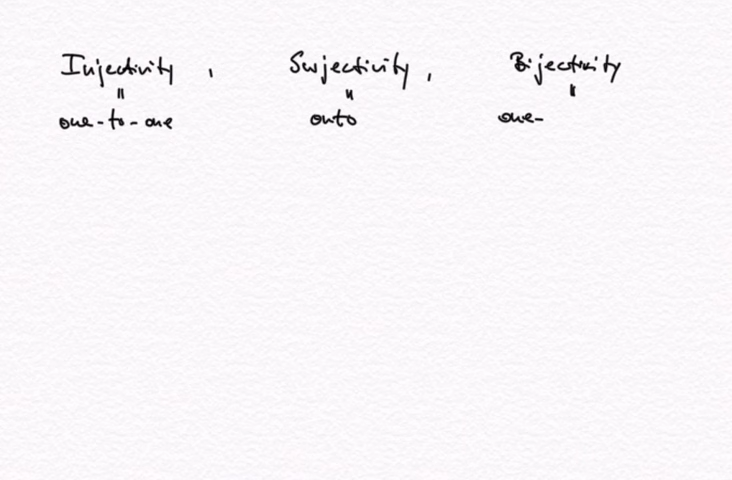 Injectivity , Surjectivity , Bijectivity
" " "
one-to-one onto one-